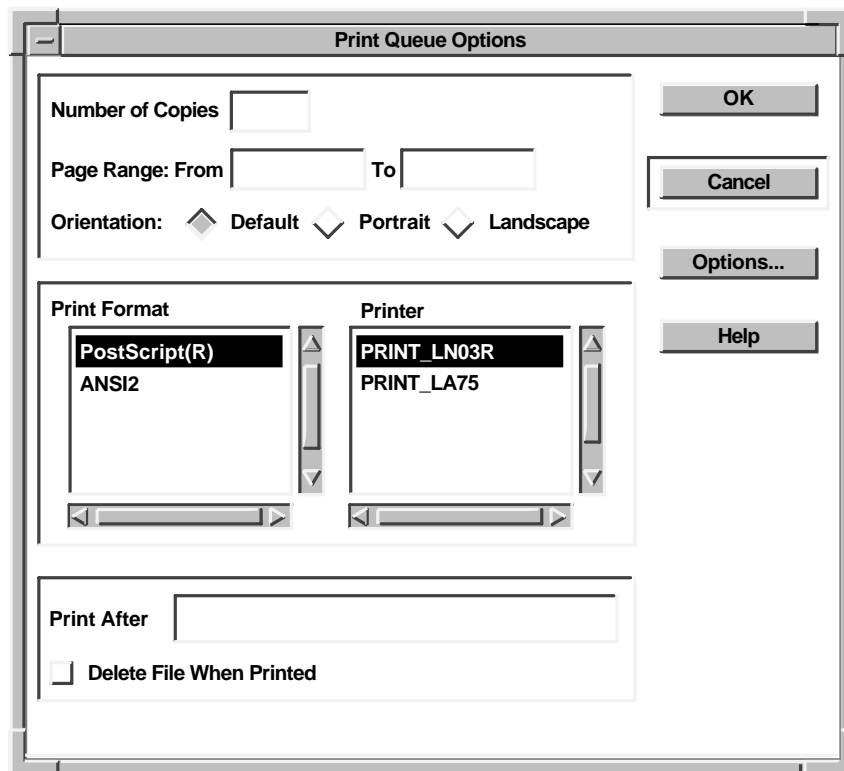 Print Queue Options
Number of Copies
Page Range: From To
Orientation: Default Portrait Landscape
OK
Cancel
Options...
Help
Print Format
PostScript(R)
ANSI2
Printer
PRINT_LN03R
PRINT_LA75
Print After
Delete File When Printed